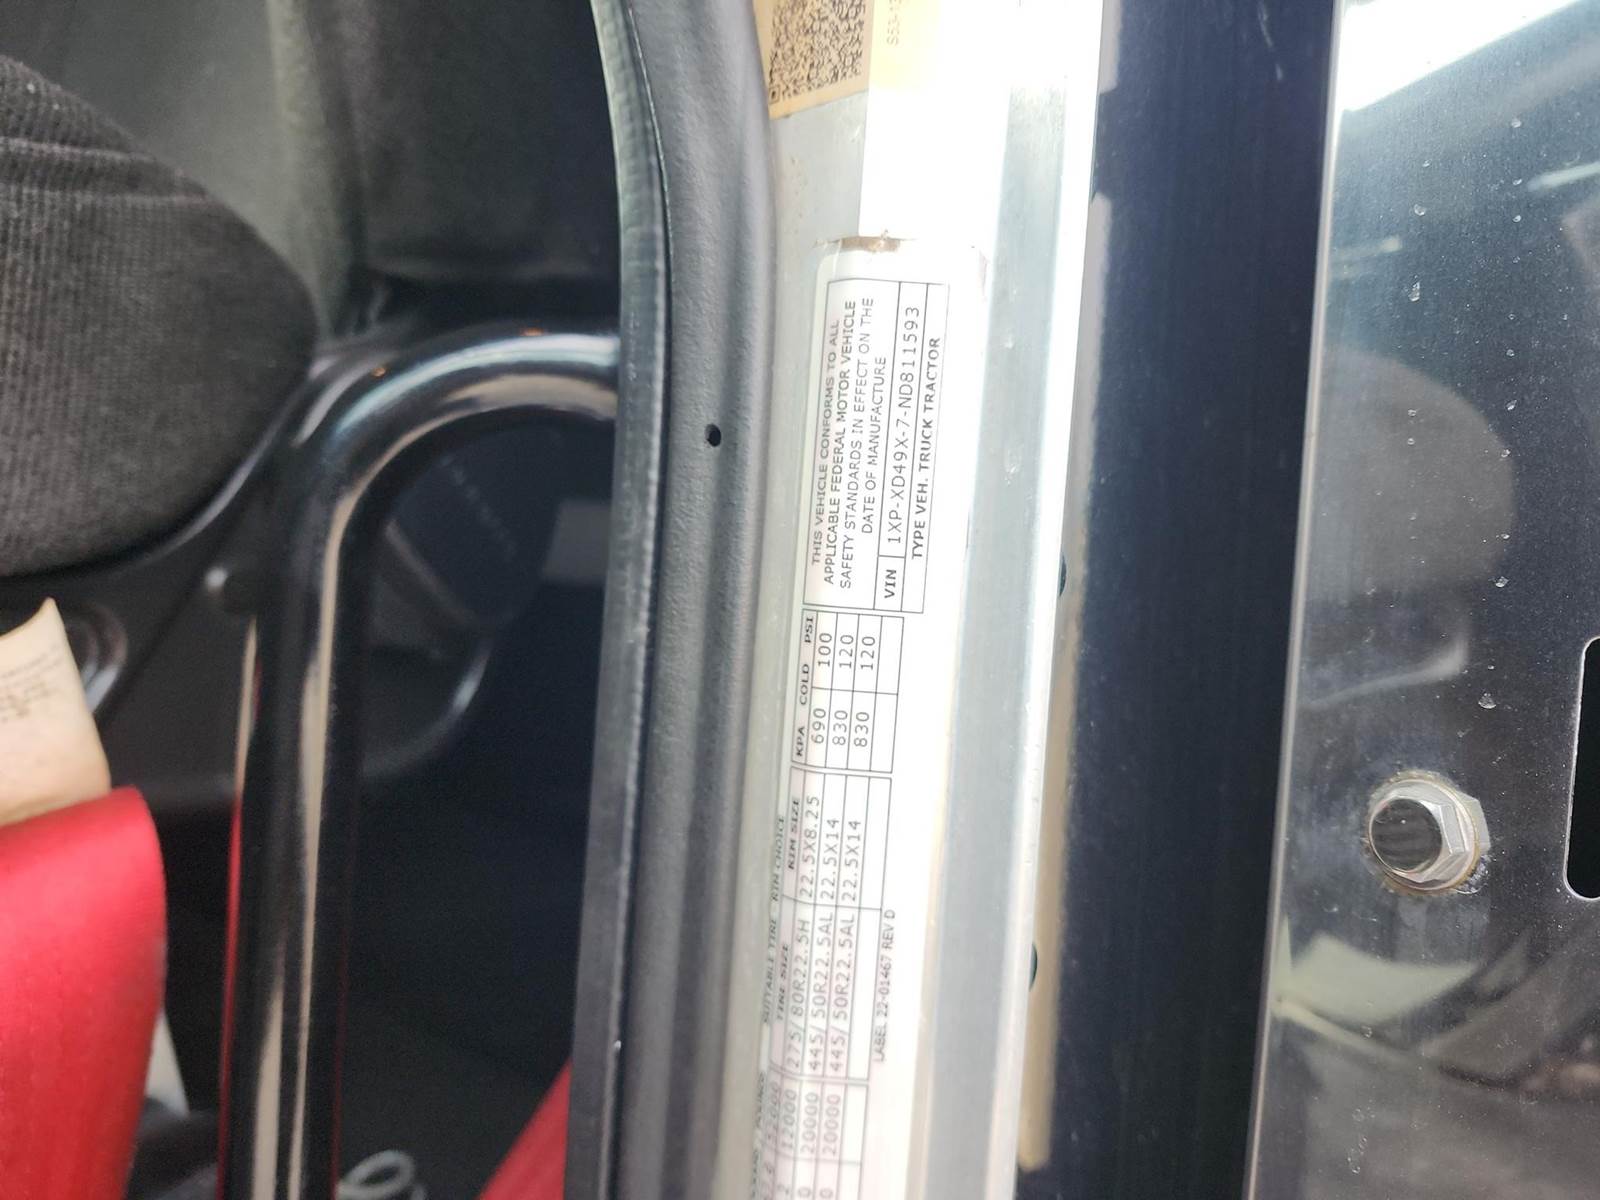 THIS VEHICLE CONFORMS TO ALL
APPLICABLE FEDERAL MOTOR VEHICLE
SAFETY STANDARDS IN EFFECT ON THE
DATE OF MANUFACTURE
VIN 1XP-XD49X-7-ND811593
TYPE VEH. TRUCK TRACTOR
SUITABLE TIRE RIM CHOICE
TIRE SIZE RIM SIZE KPA COLD PSI
12000 275/80R22.5H 22.5X8.25 690 100
20000 445/50R22.5AL 22.5X14 830 120
20000 445/50R22.5AL 22.5X14 830 120
LABEL 22-01467 REV D